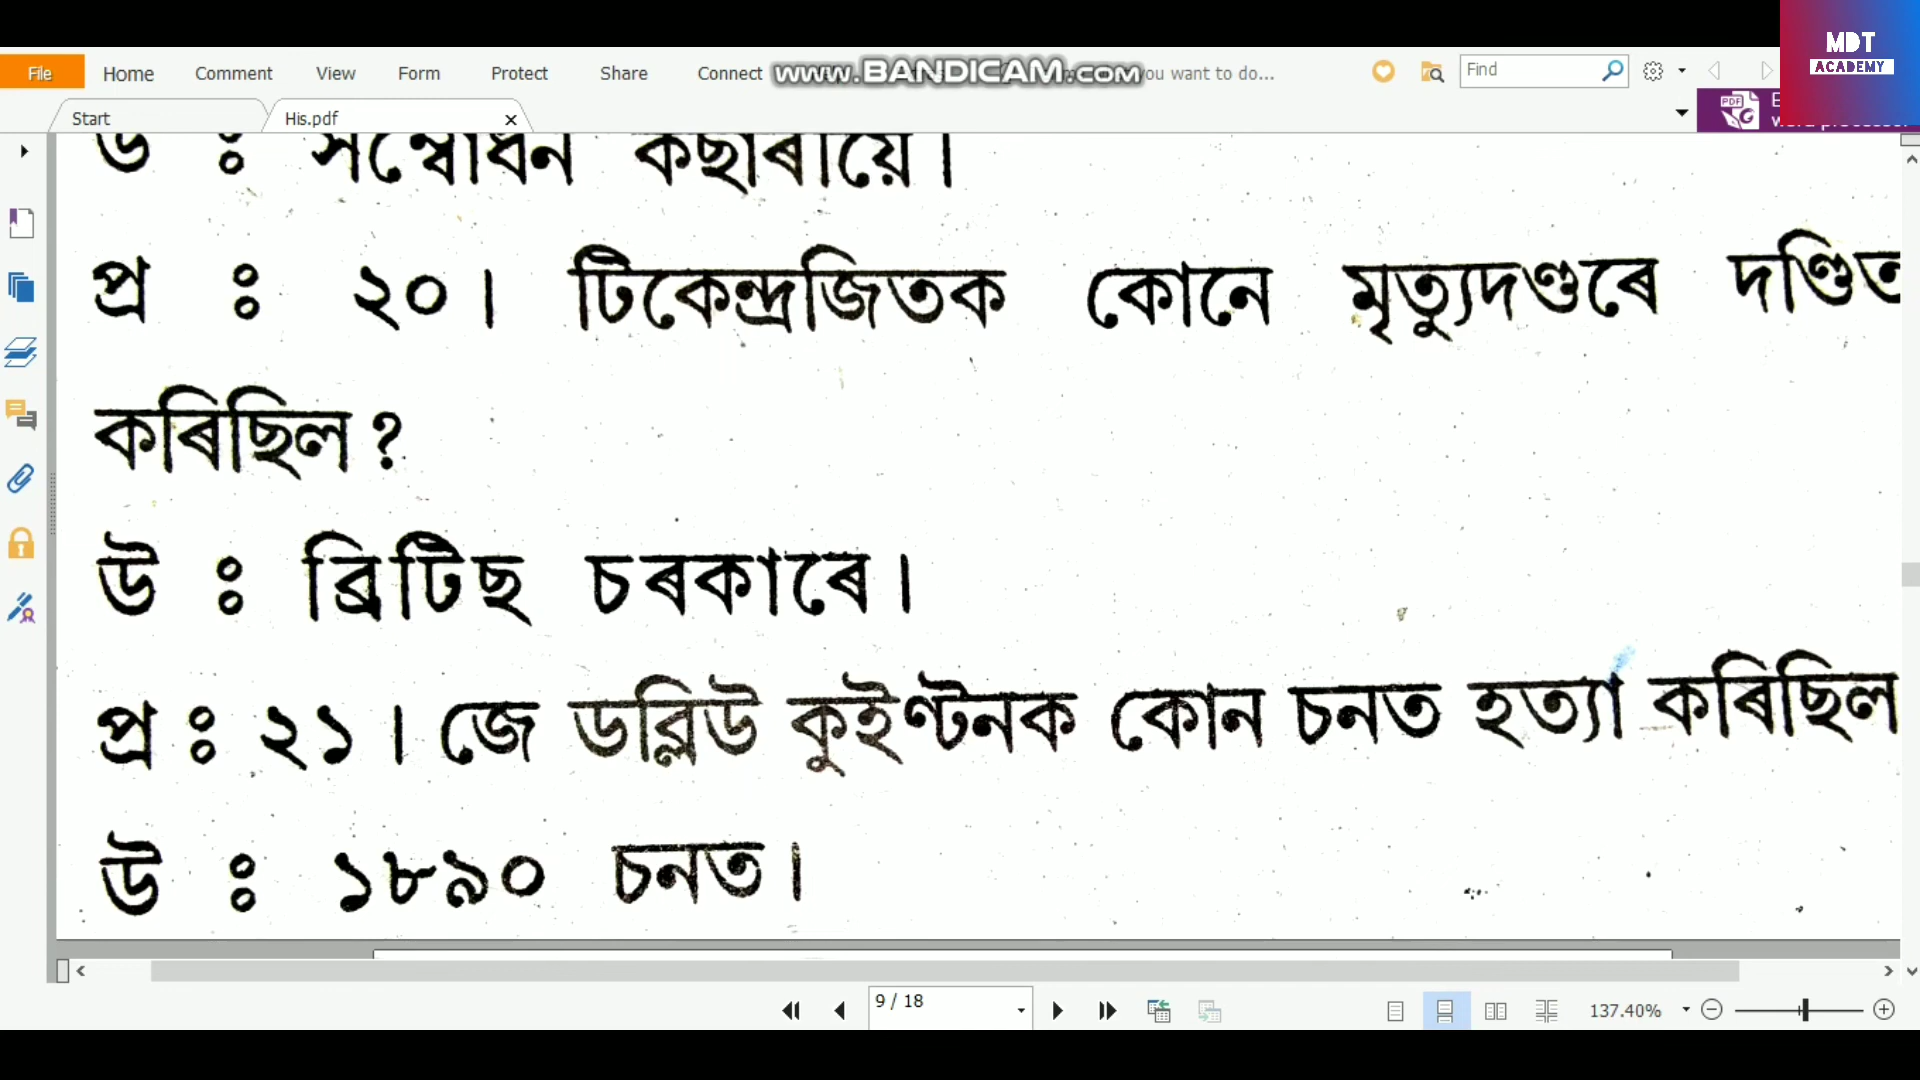 MDT
ACADEMY
File Home Comment View Form Protect Share Connect www.BANDICAM.com you want to do... Find
Start His.pdf
উ : সম্বোধন কছাৰীয়ে।
প্ৰ : ২০। টিকেন্দ্ৰজিতক কোনে মৃত্যুদণ্ডৰে দণ্ডিত
কৰিছিল?
উ : ব্ৰিটিছ চৰকাৰে।
প্ৰ : ২১। জে ডব্লিউ কুইণ্টনক কোন চনত হত্যা কৰিছিল
উ : ১৮৯০ চনত।
9 / 18 137.40%